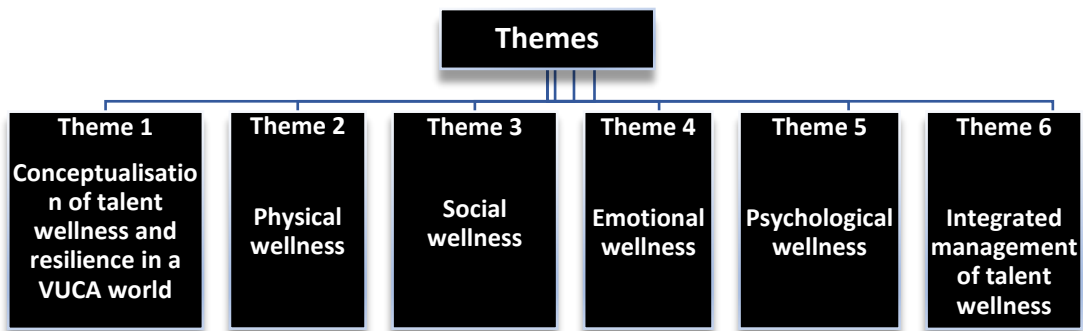 Themes
Theme 1
Conceptualisatio
n of talent
wellness and
resilience in a
VUCA world
Theme 2
Physical
wellness
Theme 3
Social
wellness
Theme 4
Emotional
wellness
Theme 5
Psychological
wellness
Theme 6
Integrated
management
of talent
wellness